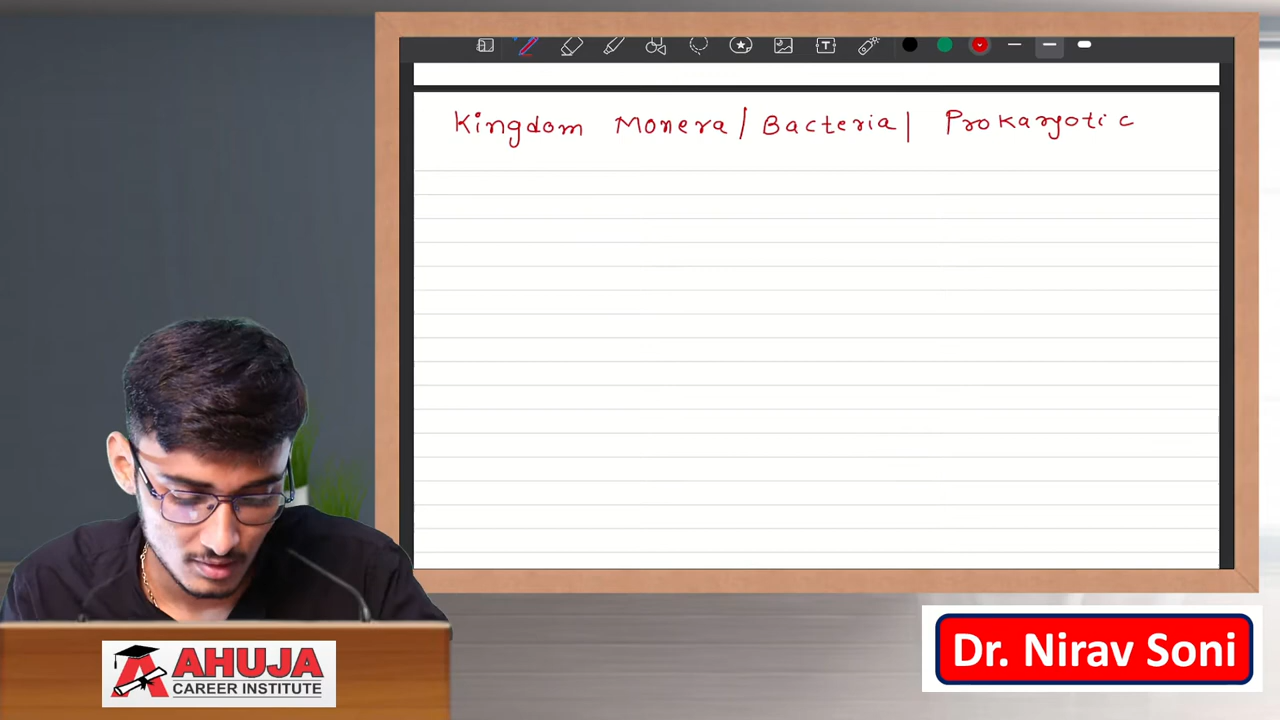 Kingdom Monera / Bacteria | Prokaryotic
AHUJA
CAREER INSTITUTE
Dr. Nirav Soni